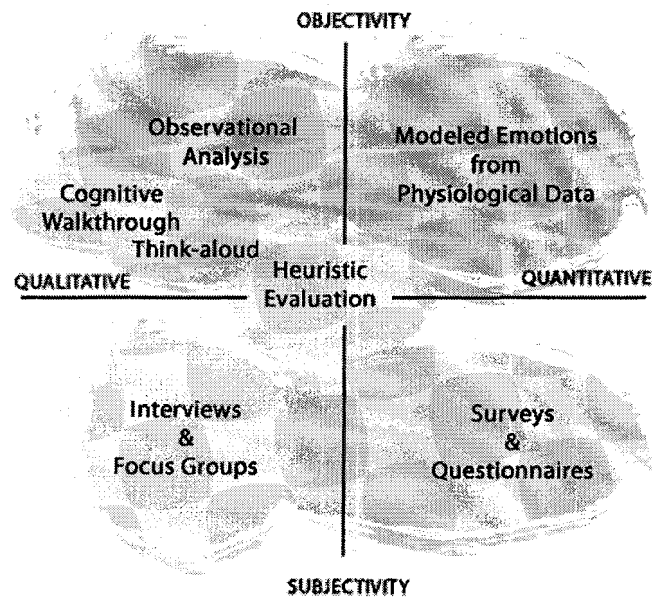 OBJECTIVITY
Observational
Analysis
Modeled Emotions
from
Physiological Data
Cognitive
Walkthrough
Think-aloud
Heuristic
Evaluation
QUALITATIVE
QUANTITATIVE
Interviews
&
Focus Groups
Surveys
&
Questionnaires
SUBJECTIVITY